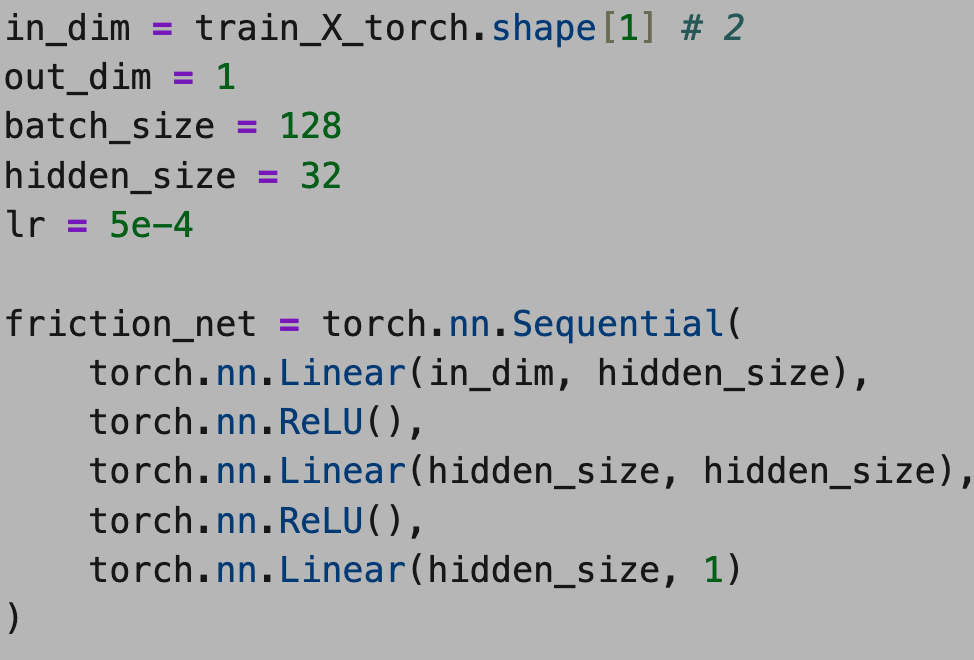 in_dim = train_X_torch.shape[1] # 2
out_dim = 1
batch_size = 128
hidden_size = 32
lr = 5e-4
friction_net = torch.nn.Sequential(
    torch.nn.Linear(in_dim, hidden_size),
    torch.nn.ReLU(),
    torch.nn.Linear(hidden_size, hidden_size),
    torch.nn.ReLU(),
    torch.nn.Linear(hidden_size, 1)
)